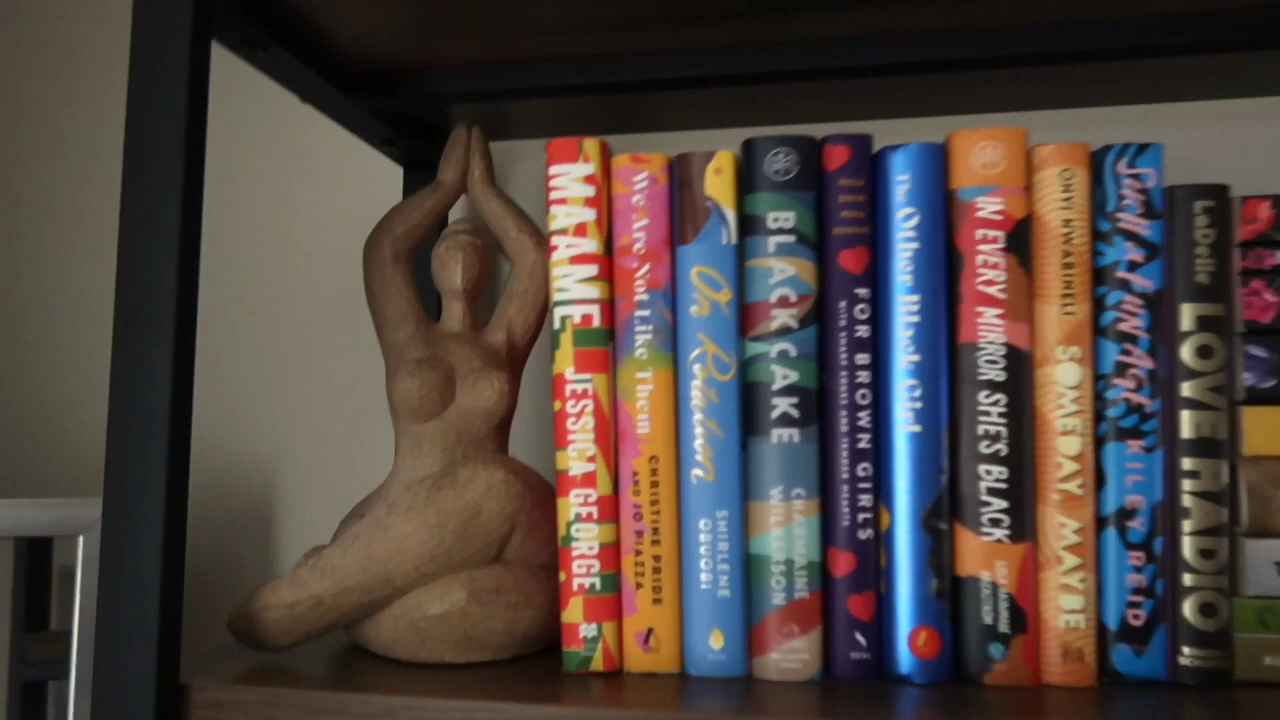 MAAME JESSICA GEORGE
We Are Not Like Them
CHRISTINE PRIDE
AND JO PIAZZA
On Rotation
SHIRLENE
OBUOBI
BLACK CAKE
CHARMAINE
WILKERSON
FOR BROWN GIRLS
WITH SHARP EDGES AND TENDER HEARTS
The Other Black Girl
IN EVERY MIRROR SHE'S BLACK
ONYI NWABINELI
SOMEDAY, MAYBE
Such a Fun Age KILEY REID
LaDelle
LOVE RADIO